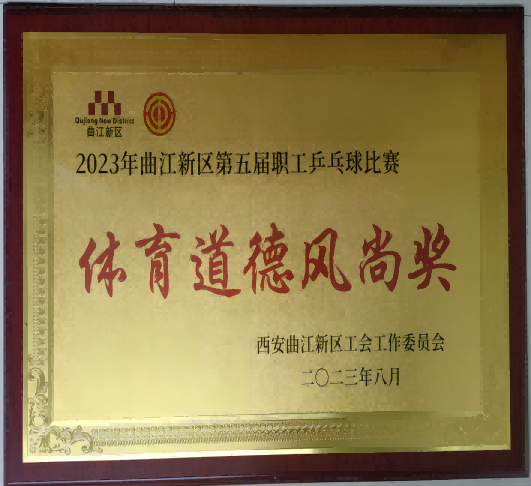 Qujiang New District
曲江新区
2023年曲江新区第五届职工乒乓球比赛
体育道德风尚奖
西安曲江新区工会工作委员会
二〇二三年八月